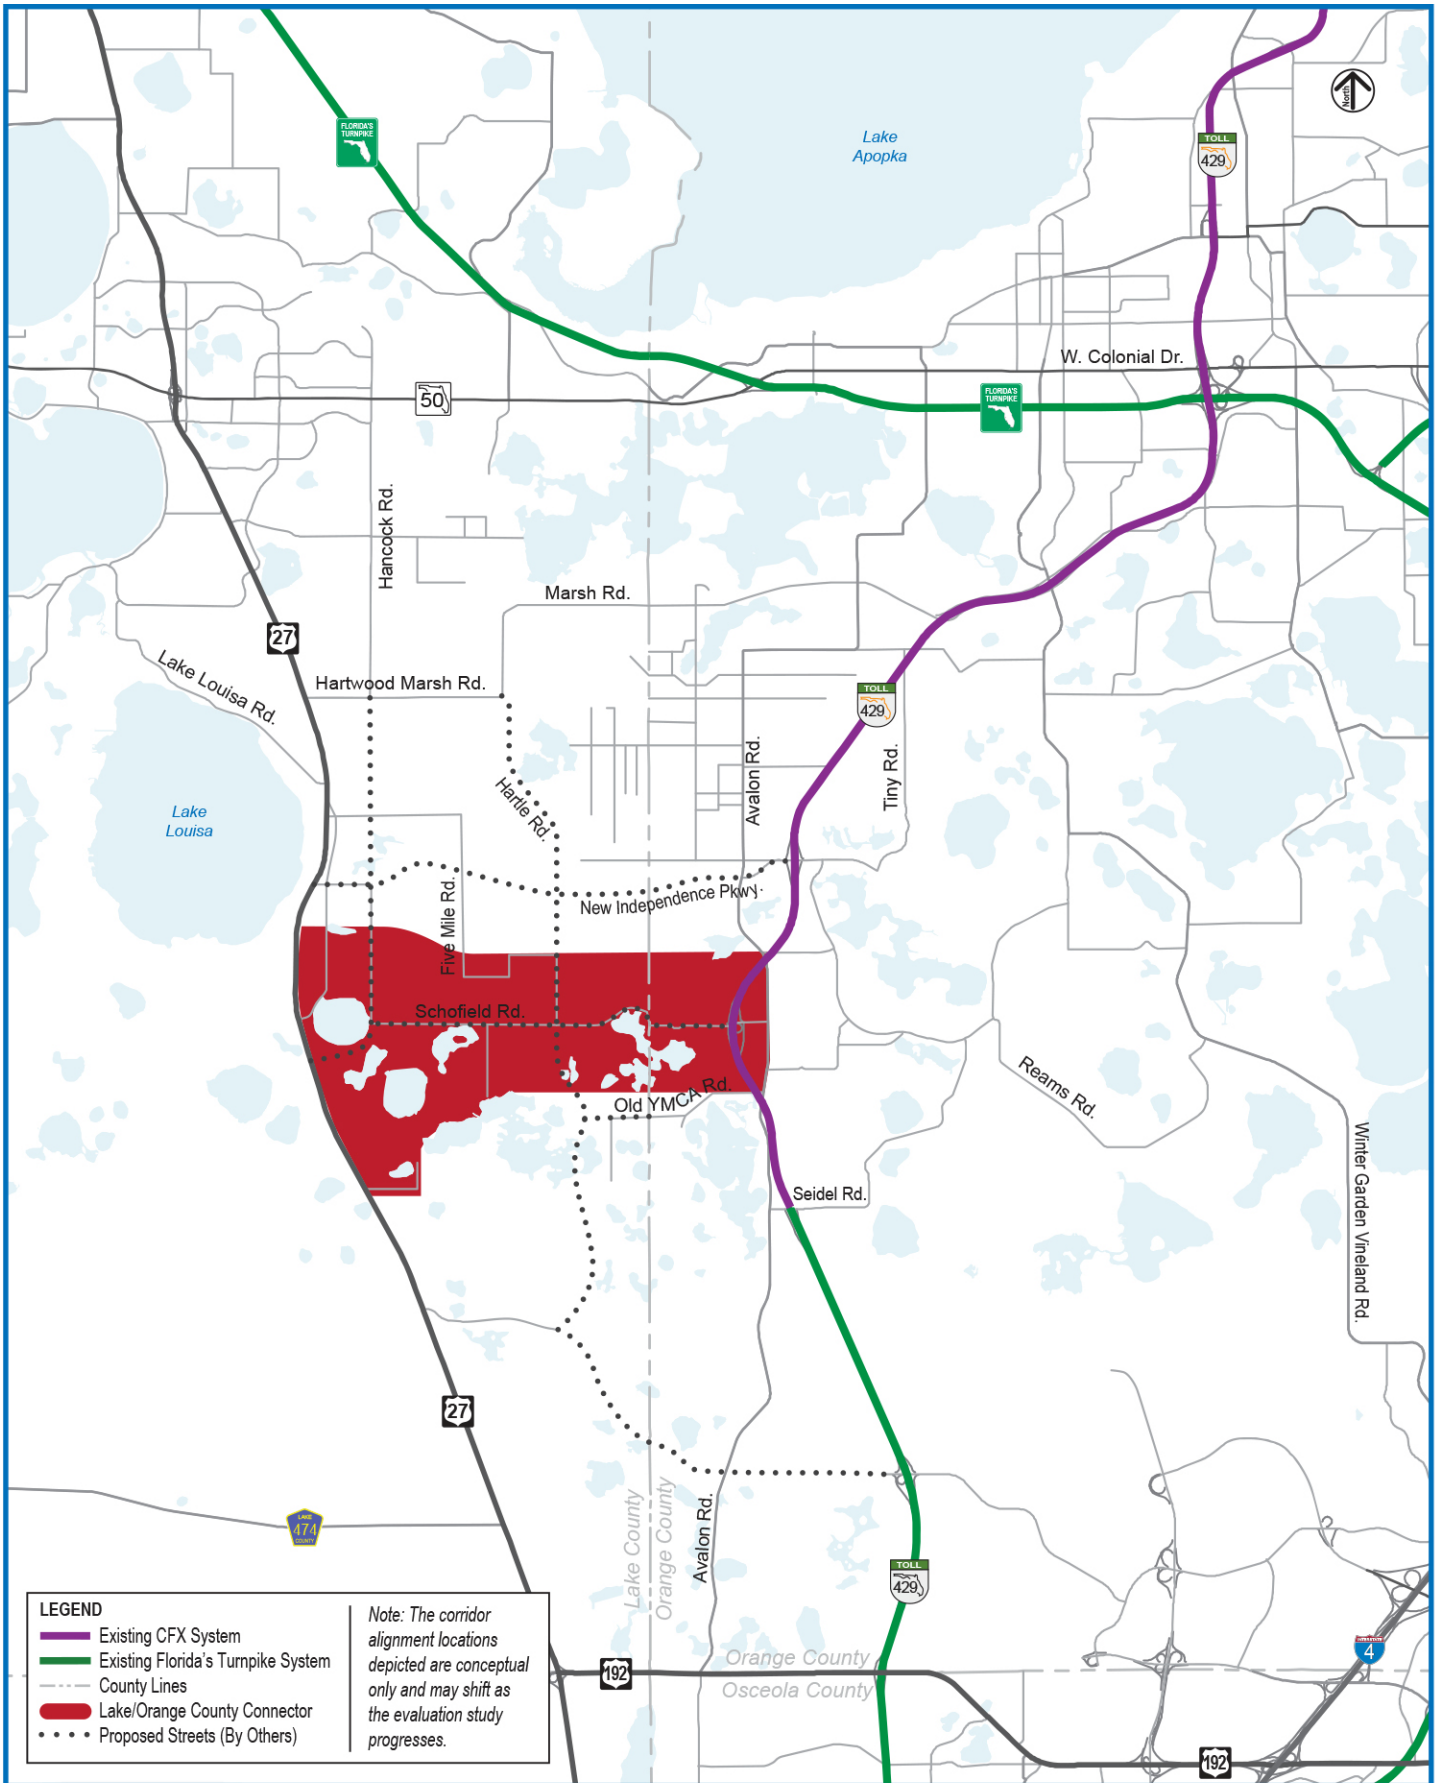 North
TOLL
429
FLORIDA'S
TURNPIKE
Lake
Apopka
W. Colonial Dr.
50
FLORIDA'S
TURNPIKE
Hancock Rd.
Marsh Rd.
27
Lake Louisa Rd.
Hartwood Marsh Rd.
TOLL
429
Avalon Rd.
Tiny Rd.
Hartle Rd.
Lake
Louisa
New Independence Pkwy.
Five Mile Rd.
Schofield Rd.
Old YMCA Rd.
Reams Rd.
Seidel Rd.
Winter Garden Vineland Rd.
27
LAKE
474
COUNTY
Lake County
Orange County
Avalon Rd.
TOLL
429
LEGEND
Existing CFX System
Existing Florida's Turnpike System
County Lines
Lake/Orange County Connector
Proposed Streets (By Others)
Note: The corridor
alignment locations
depicted are conceptual
only and may shift as
the evaluation study
progresses.
192
Orange County
Osceola County
4
192